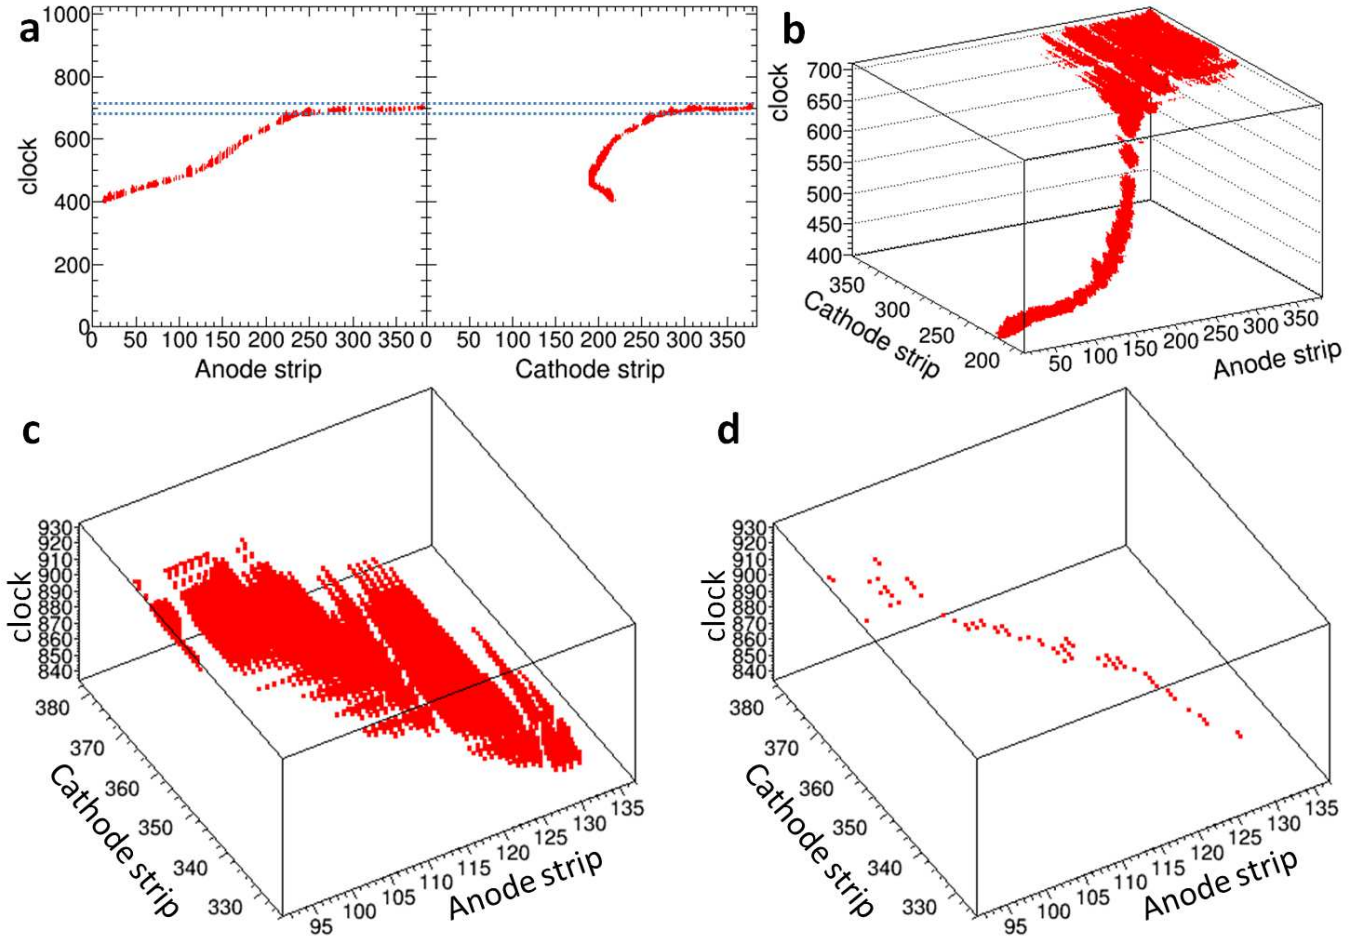 a
1000
800
600
400
200
0
clock
0 50 100 150 200 250 300 350
0 50 100 150 200 250 300 350
Anode strip
Cathode strip
b
700
650
600
550
500
450
400
clock
350
300
250
200
Cathode strip
50 100 150 200 250 300 350
Anode strip
c
930
920
910
900
890
880
870
860
850
840
clock
380
370
360
350
340
330
Cathode strip
95 100 105 110 115 120 125 130 135
Anode strip
d
930
920
910
900
890
880
870
860
850
840
clock
380
370
360
350
340
330
Cathode strip
95 100 105 110 115 120 125 130 135
Anode strip